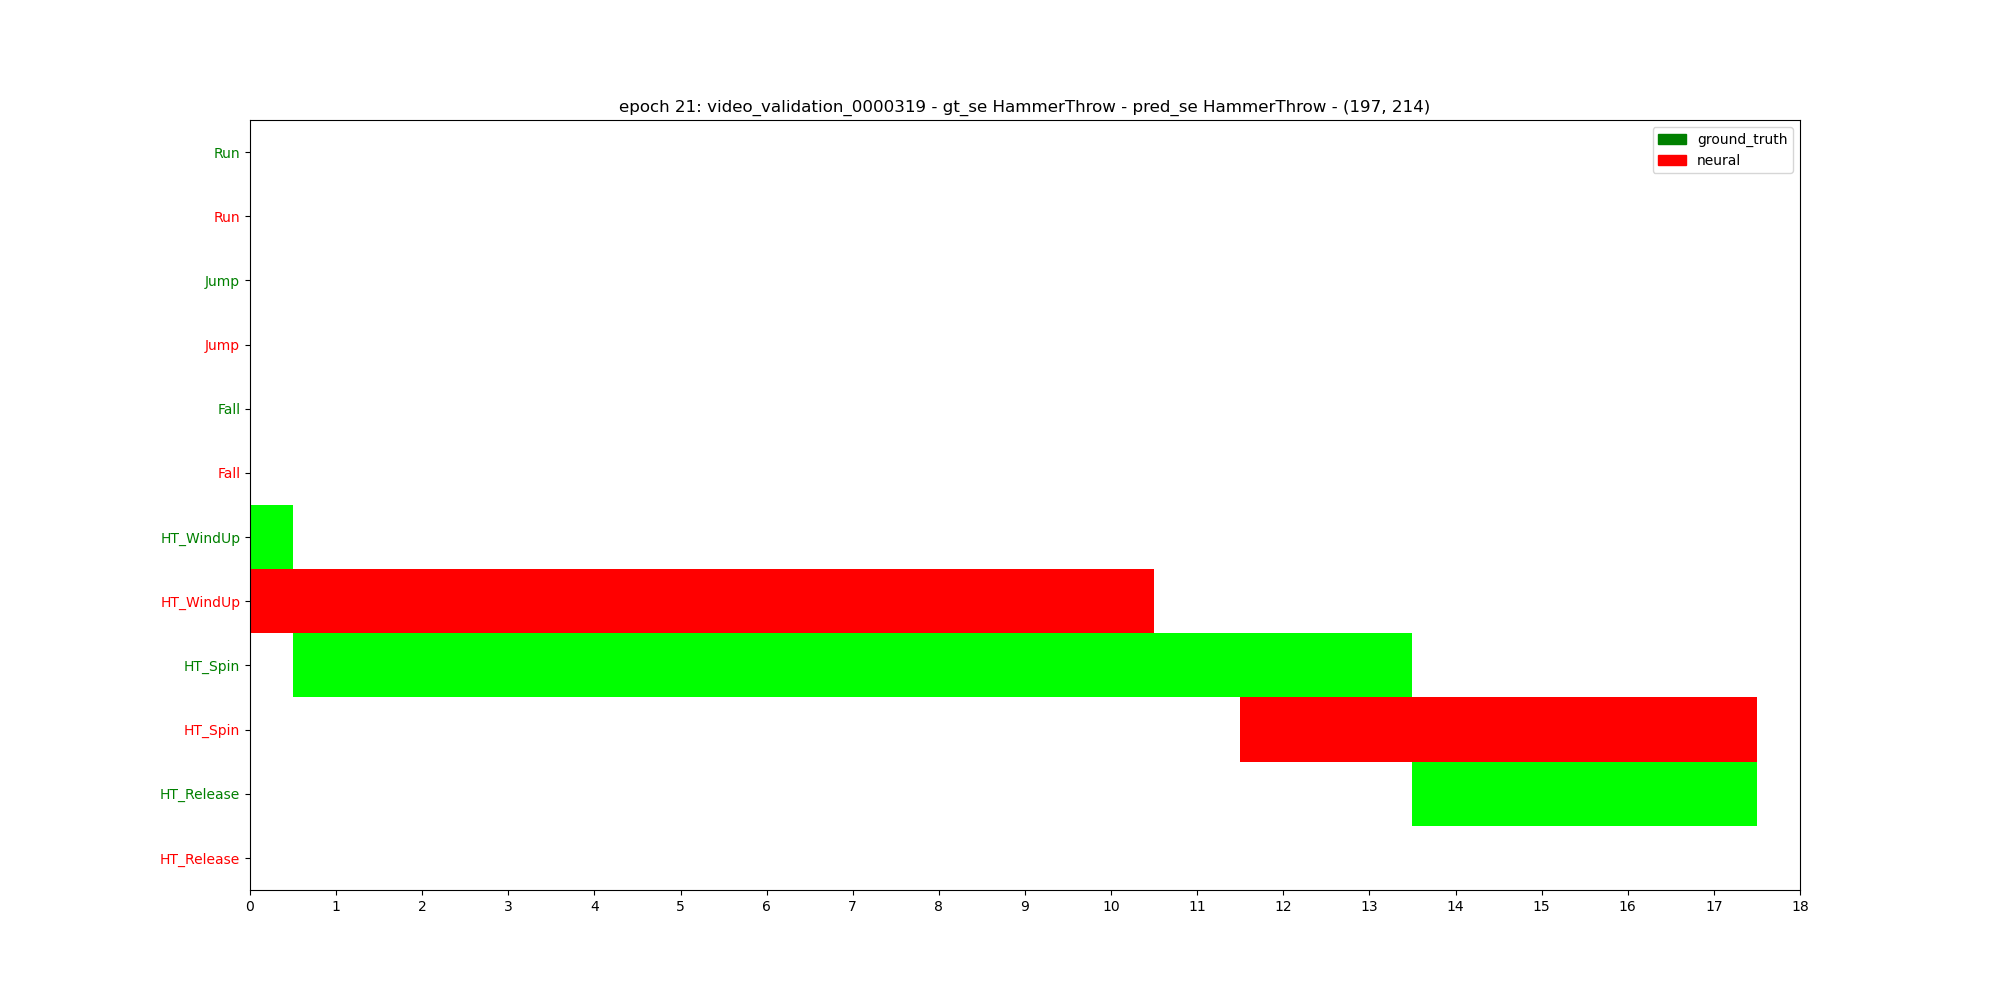 epoch 21: video_validation_0000319 - gt_se HammerThrow - pred_se HammerThrow - (197, 214)
ground_truth
neural
Run
Run
Jump
Jump
Fall
Fall
HT_WindUp
HT_WindUp
HT_Spin
HT_Spin
HT_Release
HT_Release
0 1 2 3 4 5 6 7 8 9 10 11 12 13 14 15 16 17 18